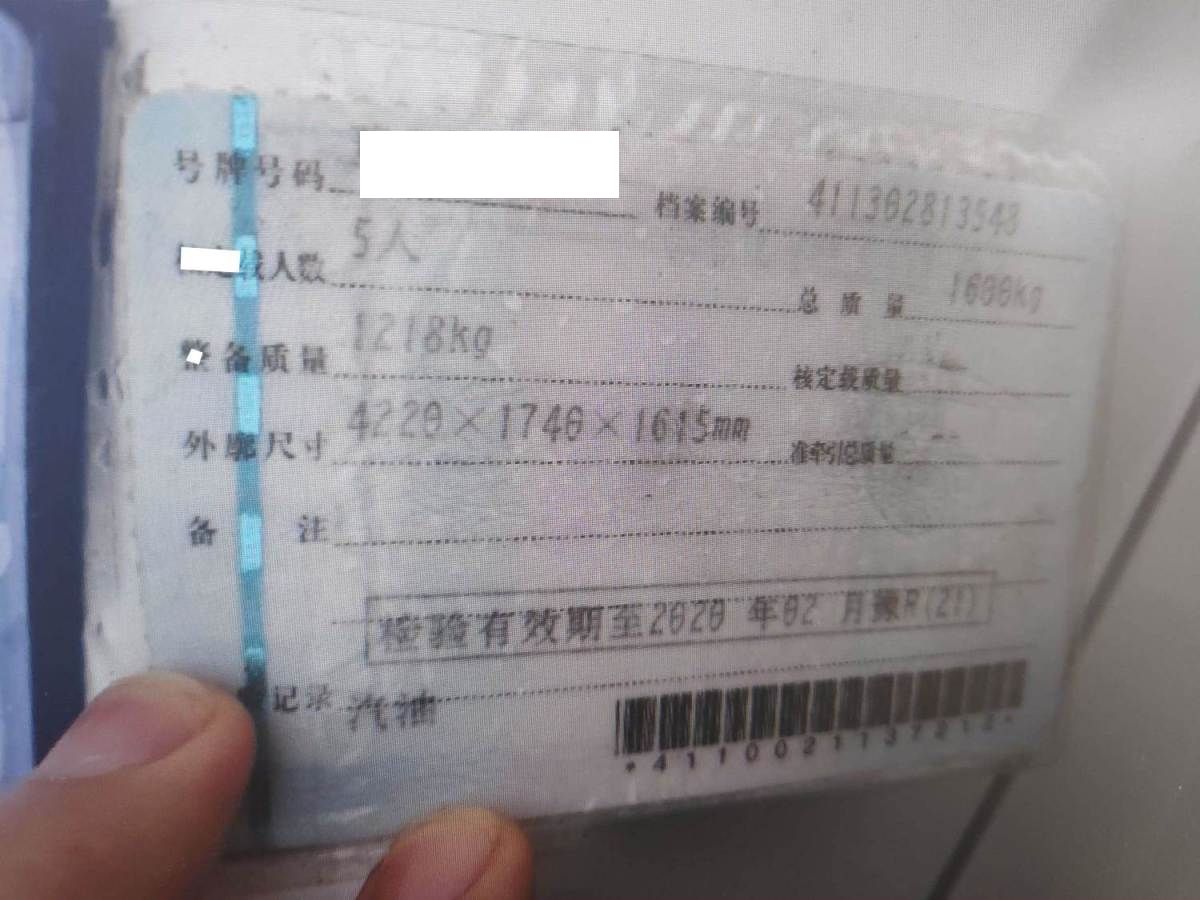 号牌号码 档案编号 411302813548
载人数 5人 总质量 1600kg
整备质量 1218kg 核定载质量
外廓尺寸 4220×1740×1615mm 准牵引总质量
备注
检验有效期至2020年02月豫R(21)
记录 汽油
*4110021137212*